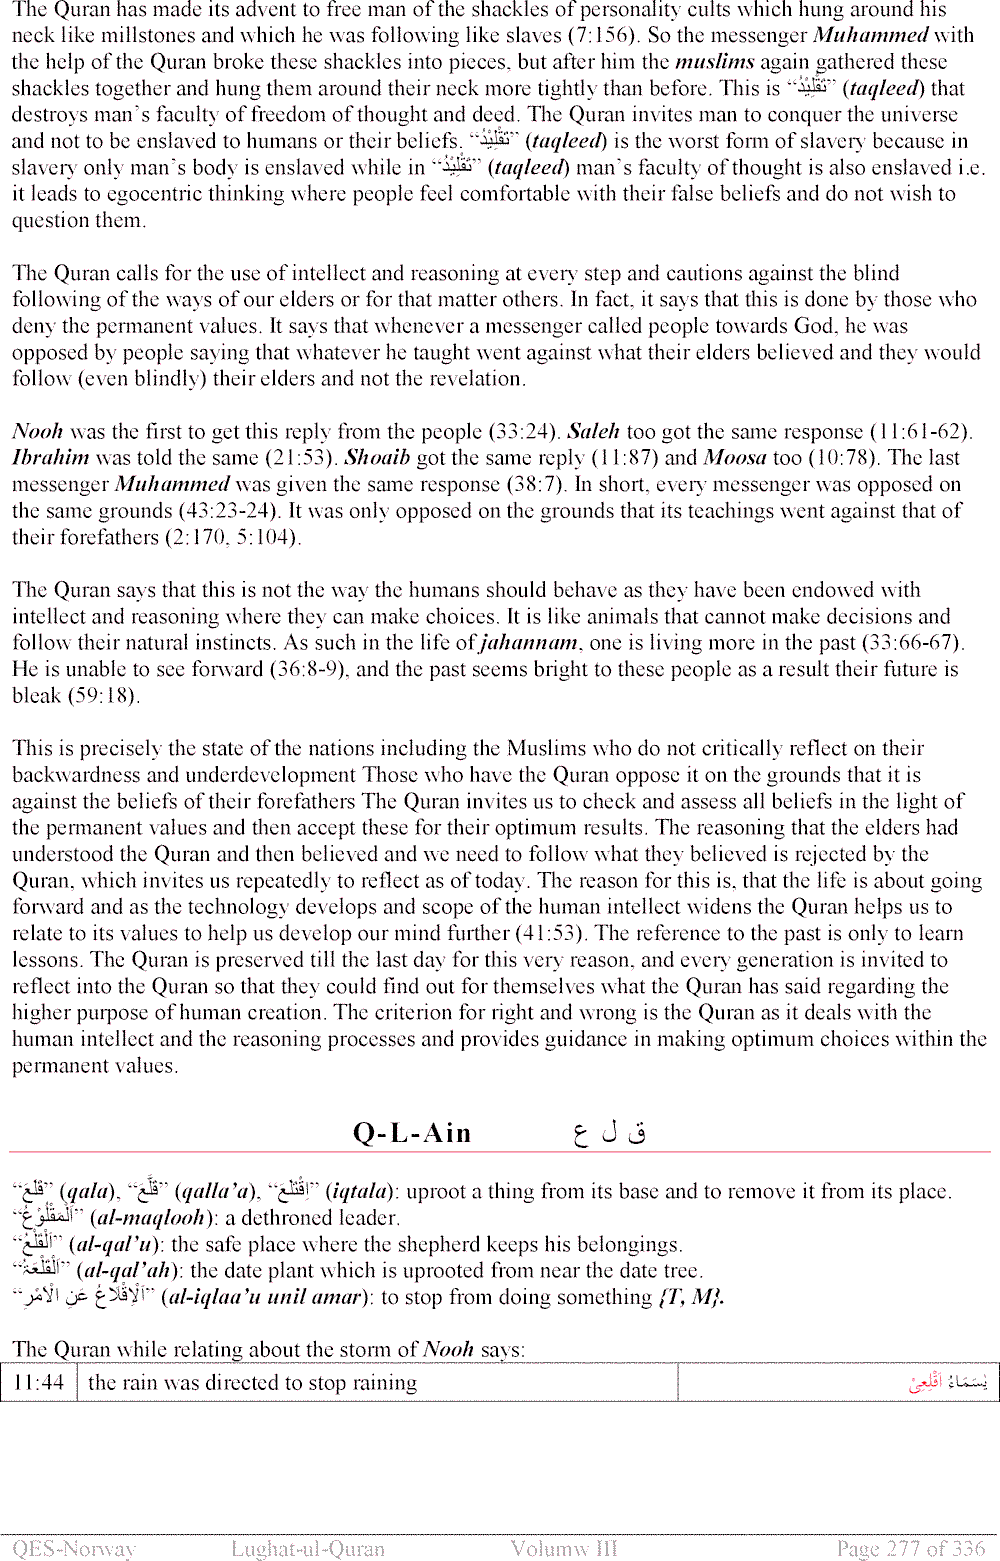 The Quran has made its advent to free man of the shackles of personality cults which hung around his
neck like millstones and which he was following like slaves (7:156). So the messenger Muhammed with
the help of the Quran broke these shackles into pieces, but after him the muslims again gathered these
shackles together and hung them around their neck more tightly than before. This is “تَقْلِيْدٌ” (taqleed) that
destroys man’s faculty of freedom of thought and deed. The Quran invites man to conquer the universe
and not to be enslaved to humans or their beliefs. “تَقْلِيْدٌ” (taqleed) is the worst form of slavery because in
slavery only man’s body is enslaved while in “تَقْلِيْدٌ” (taqleed) man’s faculty of thought is also enslaved i.e.
it leads to egocentric thinking where people feel comfortable with their false beliefs and do not wish to
question them.
The Quran calls for the use of intellect and reasoning at every step and cautions against the blind
following of the ways of our elders or for that matter others. In fact, it says that this is done by those who
deny the permanent values. It says that whenever a messenger called people towards God, he was
opposed by people saying that whatever he taught went against what their elders believed and they would
follow (even blindly) their elders and not the revelation.
Nooh was the first to get this reply from the people (33:24). Saleh too got the same response (11:61-62).
Ibrahim was told the same (21:53). Shoaib got the same reply (11:87) and Moosa too (10:78). The last
messenger Muhammed was given the same response (38:7). In short, every messenger was opposed on
the same grounds (43:23-24). It was only opposed on the grounds that its teachings went against that of
their forefathers (2:170, 5:104).
The Quran says that this is not the way the humans should behave as they have been endowed with
intellect and reasoning where they can make choices. It is like animals that cannot make decisions and
follow their natural instincts. As such in the life of jahannam, one is living more in the past (33:66-67).
He is unable to see forward (36:8-9), and the past seems bright to these people as a result their future is
bleak (59:18).
This is precisely the state of the nations including the Muslims who do not critically reflect on their
backwardness and underdevelopment Those who have the Quran oppose it on the grounds that it is
against the beliefs of their forefathers The Quran invites us to check and assess all beliefs in the light of
the permanent values and then accept these for their optimum results. The reasoning that the elders had
understood the Quran and then believed and we need to follow what they believed is rejected by the
Quran, which invites us repeatedly to reflect as of today. The reason for this is, that the life is about going
forward and as the technology develops and scope of the human intellect widens the Quran helps us to
relate to its values to help us develop our mind further (41:53). The reference to the past is only to learn
lessons. The Quran is preserved till the last day for this very reason, and every generation is invited to
reflect into the Quran so that they could find out for themselves what the Quran has said regarding the
higher purpose of human creation. The criterion for right and wrong is the Quran as it deals with the
human intellect and the reasoning processes and provides guidance in making optimum choices within the
permanent values.
Q-L-Ain ق ل ع
“قَلَعَ” (qala), “قَلَّعَ” (qalla’a), “اِقْتَلَعَ” (iqtala): uproot a thing from its base and to remove it from its place.
“اَلْمَقْلُوْعُ” (al-maqlooh): a dethroned leader.
“اَلْقَلْعُ” (al-qal’u): the safe place where the shepherd keeps his belongings.
“اَلْقَلْعَةُ” (al-qal’ah): the date plant which is uprooted from near the date tree.
“اَلْاِقْلَاعُ عَنِ الْاَمْرِ” (al-iqlaa’u unil amar): to stop from doing something {T, M}.
The Quran while relating about the storm of Nooh says:
11:44 the rain was directed to stop raining يٰسَمَاءُ اَقْلِعِىْ
QES-Norway Lughat-ul-Quran Volumw III Page 277 of 336